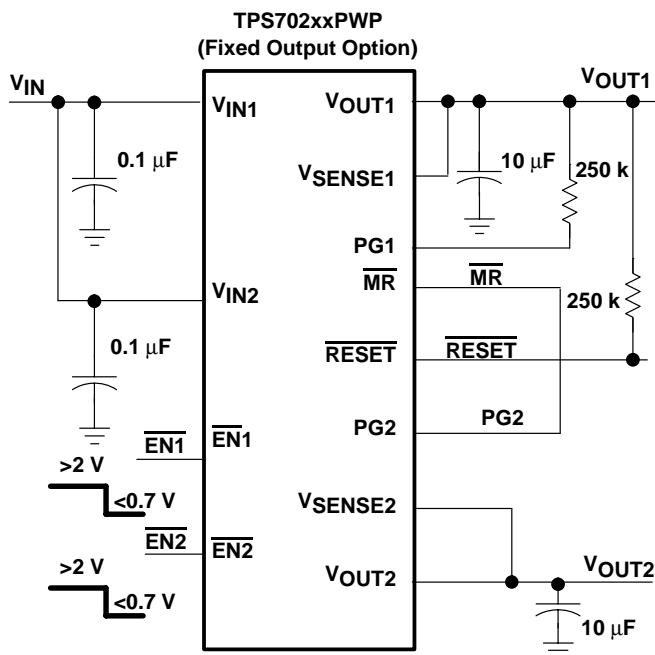 TPS702xxPWP
(Fixed Output Option)
VIN
VIN1
VOUT1
VOUT1
0.1 μF
10 μF
250 k
VSENSE1
PG1
MR
MR
VIN2
250 k
0.1 μF
RESET
RESET
EN1
EN1
PG2
PG2
>2 V
<0.7 V
VSENSE2
EN2
EN2
>2 V
VOUT2
VOUT2
<0.7 V
10 μF